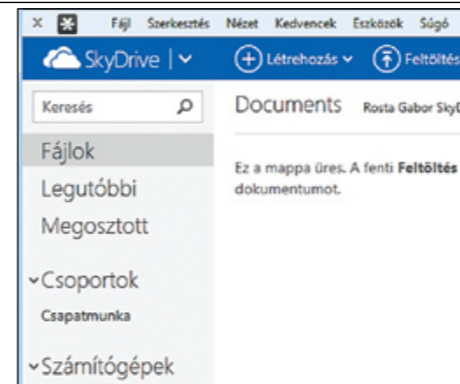 x Fájl Szerkesztés Nézet Kedvencek Eszközök Súgó
SkyDrive Létrehozás Feltöltés
Keresés
Documents Rosta Gabor SkyD
Fájlok
Ez a mappa üres. A fenti Feltöltés
dokumentumot.
Legutóbbi
Megosztott
Csoportok
Csapatmunka
Számítógépek